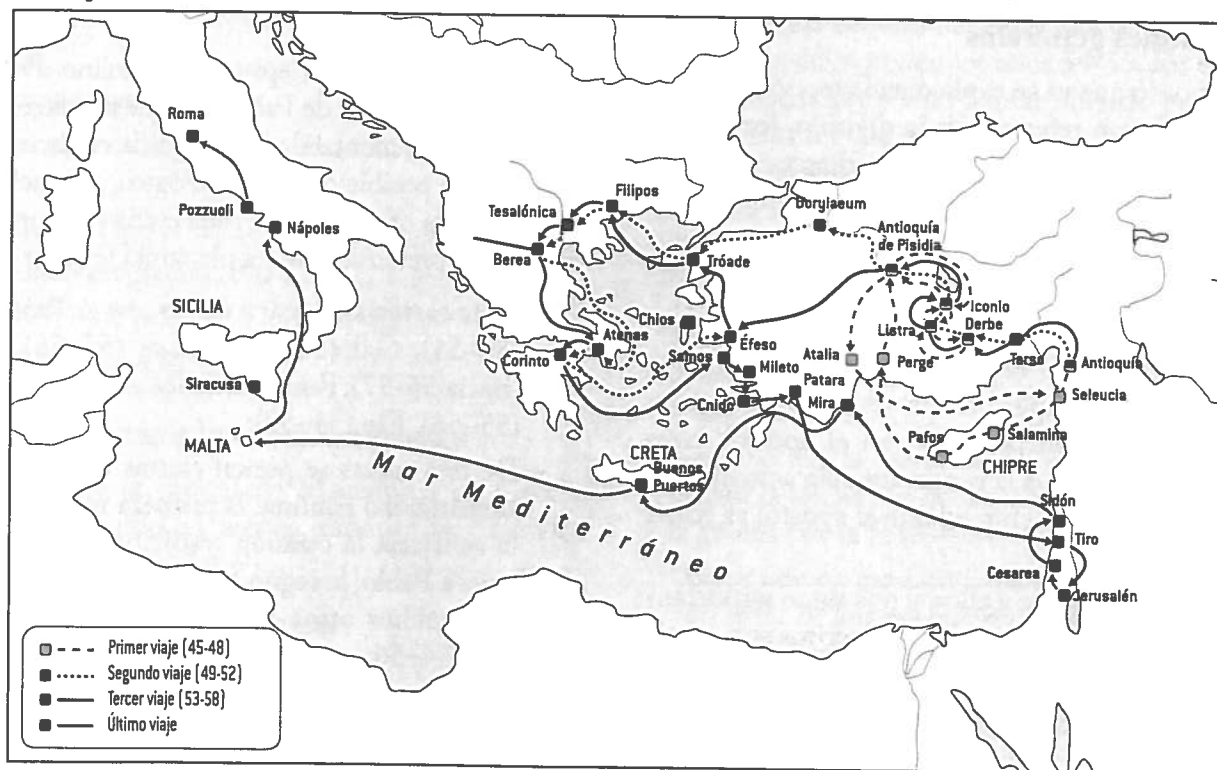 Roma
Pozzuoli
Nápoles
SICILIA
Siracusa
MALTA
Filipos
Tesalónica
Berea
Tróade
Dorylaeum
Antioquía
de Pisidia
Iconio
Listra
Derbe
Tarso
Antioquía
Seleucia
Chios
Atenas
Corinto
Éfeso
Samos
Mileto
Cnido
Patara
Mira
Atalia
Perge
Pafos
Salamina
CHIPRE
CRETA
Buenos
Puertos
Mar Mediterráneo
Sidón
Tiro
Cesarea
Jerusalén
Primer viaje (45-48)
Segundo viaje (49-52)
Tercer viaje (53-58)
Último viaje